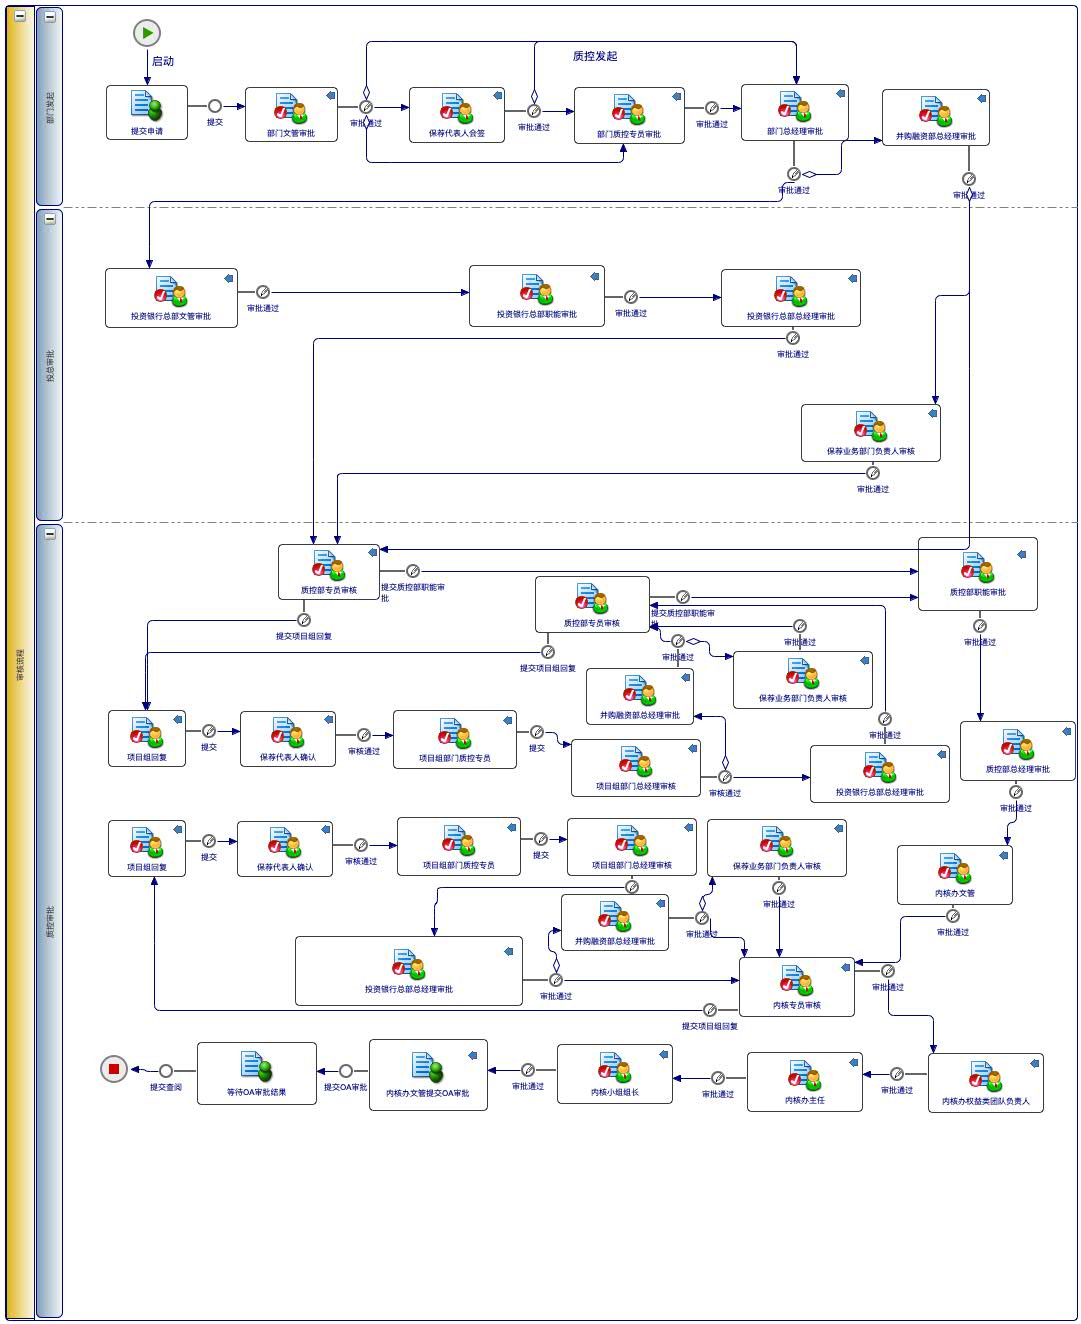 审核流程
部门发起
启动
质控发起
提交申请
提交
部门文管审批
审批通过
保荐代表人会签
审批通过
部门质控专员审批
审批通过
部门总经理审批
并购融资部总经理审批
审批通过
审批通过
投总审批
投资银行总部文管审批
审批通过
投资银行总部职能审批
审批通过
投资银行总部总经理审批
审批通过
保荐业务部门负责人审核
审批通过
质控审批
质控部专员审核
提交质控部职能审
批
质控部职能审批
质控部专员审核
提交质控部职能审
批
提交项目组回复
审批通过
审批通过
审批通过
提交项目组回复
保荐业务部门负责人审核
并购融资部总经理审批
审批通过
项目组回复
提交
保荐代表人确认
审核通过
项目组部门质控专员
提交
项目组部门总经理审核
审核通过
投资银行总部总经理审批
质控部总经理审批
审批通过
项目组回复
提交
保荐代表人确认
审核通过
项目组部门质控专员
提交
项目组部门总经理审核
保荐业务部门负责人审核
审批通过
内核办文管
审批通过
并购融资部总经理审批
审批通过
投资银行总部总经理审批
审批通过
内核专员审核
审批通过
提交项目组回复
提交查阅
等待OA审批结果
提交OA审批
内核办文管提交OA审批
审批通过
内核小组组长
审批通过
内核办主任
审批通过
内核办权益类团队负责人